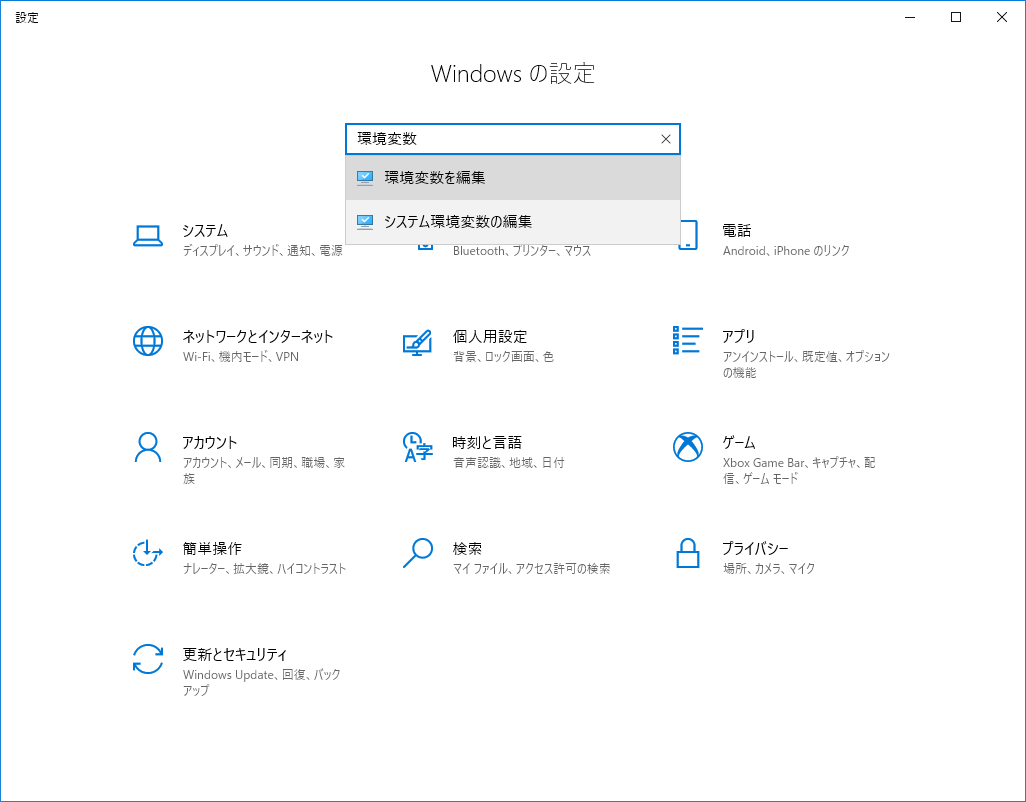 設定
Windows の設定
環境変数
環境変数を編集
システム環境変数の編集
システム
ディスプレイ、サウンド、通知、電源
Bluetooth、プリンター、マウス
電話
Android、iPhone のリンク
ネットワークとインターネット
Wi-Fi、機内モード、VPN
個人用設定
背景、ロック画面、色
アプリ
アンインストール、既定値、オプション
の機能
アカウント
アカウント、メール、同期、職場、家
族
時刻と言語
音声認識、地域、日付
ゲーム
Xbox Game Bar、キャプチャ、配
信、ゲーム モード
簡単操作
ナレーター、拡大鏡、ハイコントラスト
検索
マイ ファイル、アクセス許可の検索
プライバシー
場所、カメラ、マイク
更新とセキュリティ
Windows Update、回復、バック
アップ